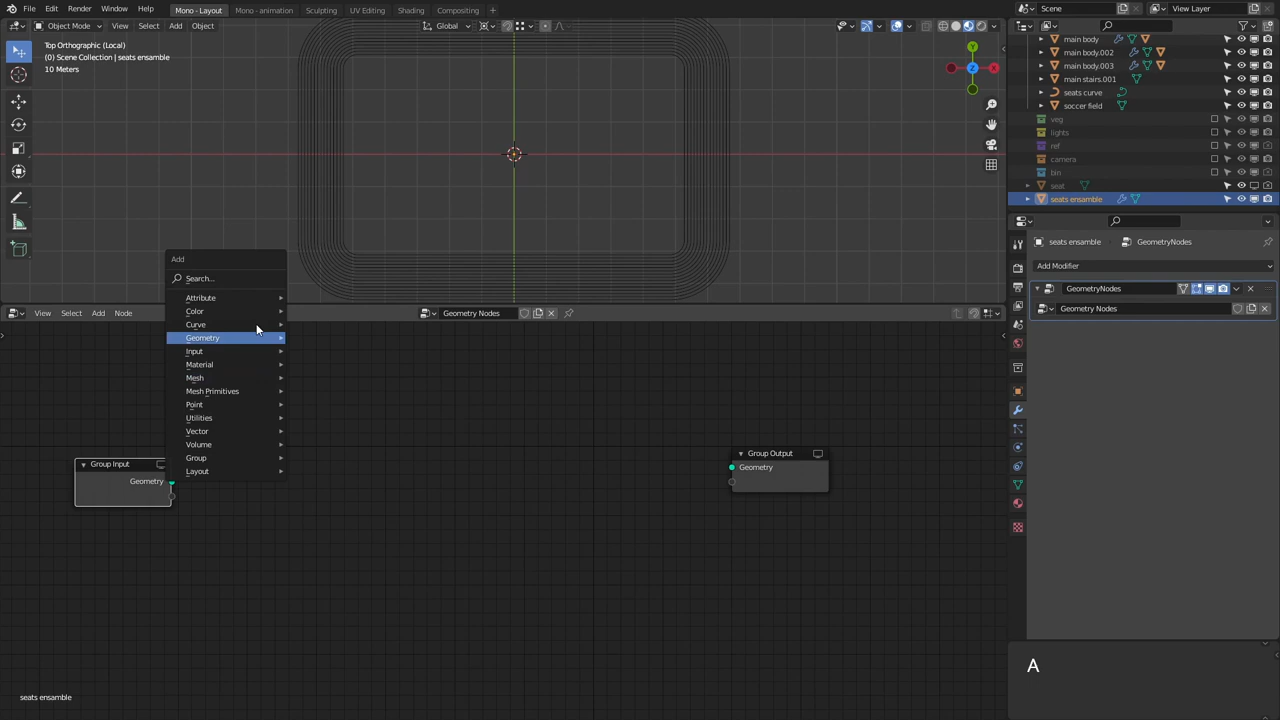 File Edit Render Window Help Mono - Layout Mono - animation Sculpting UV Editing Shading Compositing Scene View Layer
Object Mode View Select Add Object Global
Top Orthographic (Local)
(0) Scene Collection | seats ensamble
10 Meters
Y
Z
X
main body
main body.002
main body.003
main stairs.001
seats curve
soccer field
veg
lights
ref
camera
bin
seat
seats ensamble
seats ensamble GeometryNodes
Add Modifier
GeometryNodes
Geometry Nodes
View Select Add Node Geometry Nodes
Add
Search...
Attribute
Color
Curve
Geometry
Input
Material
Mesh
Mesh Primitives
Point
Utilities
Vector
Volume
Group
Layout
Group Input
Geometry
Group Output
Geometry
seats ensamble
A